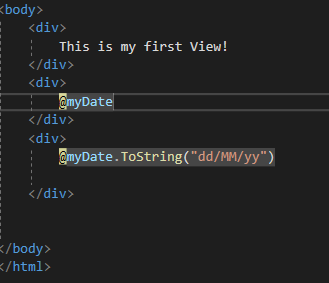 <body>
<div>
This is my first View!
</div>
<div>
@myDate
</div>
<div>
@myDate.ToString("dd/MM/yy")
</div>
</body>
</html>